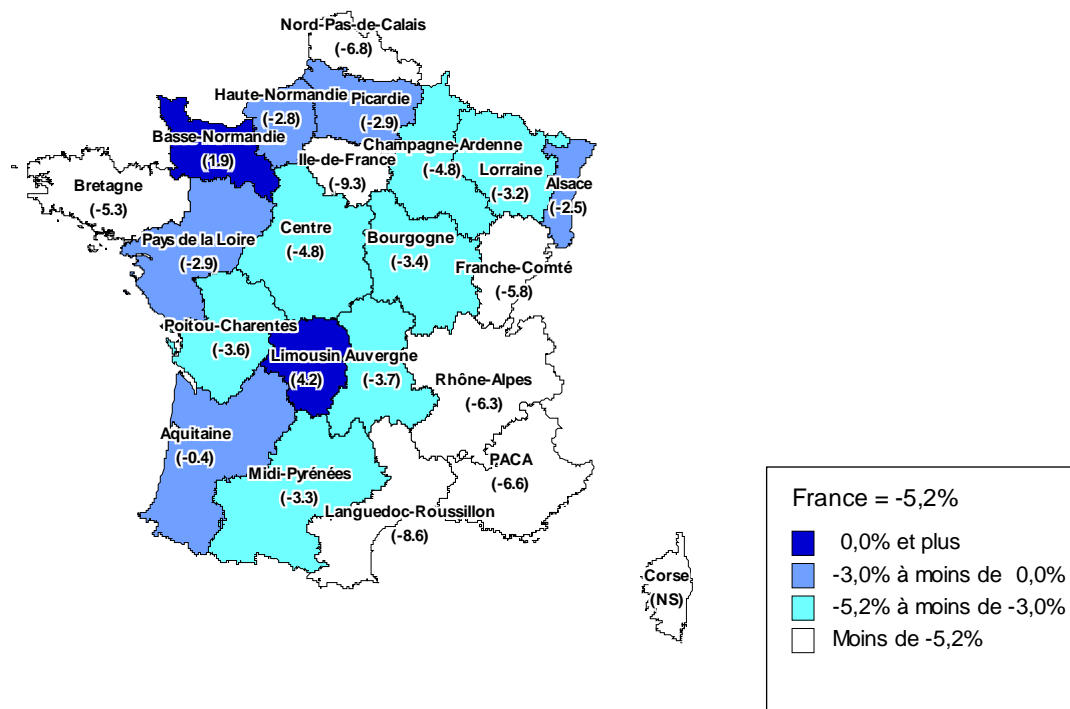 Nord-Pas-de-Calais
(-6.8)
Haute-Normandie
(-2.8)
Picardie
(-2.9)
Basse-Normandie
(1.9)
Ile-de-France
(-9.3)
Champagne-Ardenne
(-4.8)
Lorraine
(-3.2)
Alsace
(-2.5)
Bretagne
(-5.3)
Pays de la Loire
(-2.9)
Centre
(-4.8)
Bourgogne
(-3.4)
Franche-Comté
(-5.8)
Poitou-Charentes
(-3.6)
Limousin
(4.2)
Auvergne
(-3.7)
Rhône-Alpes
(-6.3)
Aquitaine
(-0.4)
Midi-Pyrénées
(-3.3)
Languedoc-Roussillon
(-8.6)
PACA
(-6.6)
Corse
(NS)
France = -5,2%
0,0% et plus
-3,0% à moins de 0,0%
-5,2% à moins de -3,0%
Moins de -5,2%